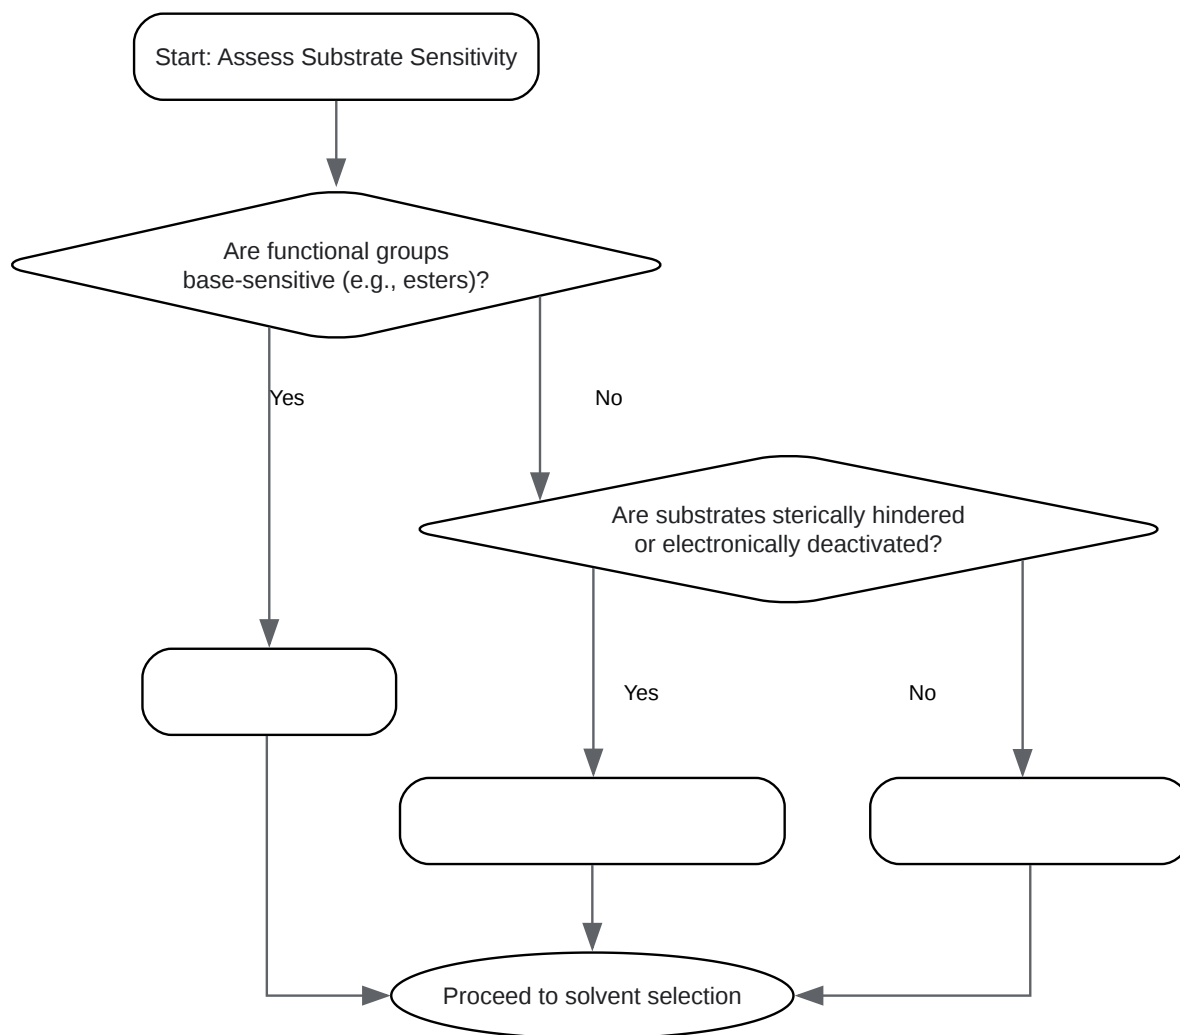 Start: Assess Substrate Sensitivity
Are functional groups
base-sensitive (e.g., esters)?
Yes
No
Are substrates sterically hindered
or electronically deactivated?
Yes
No
Proceed to solvent selection